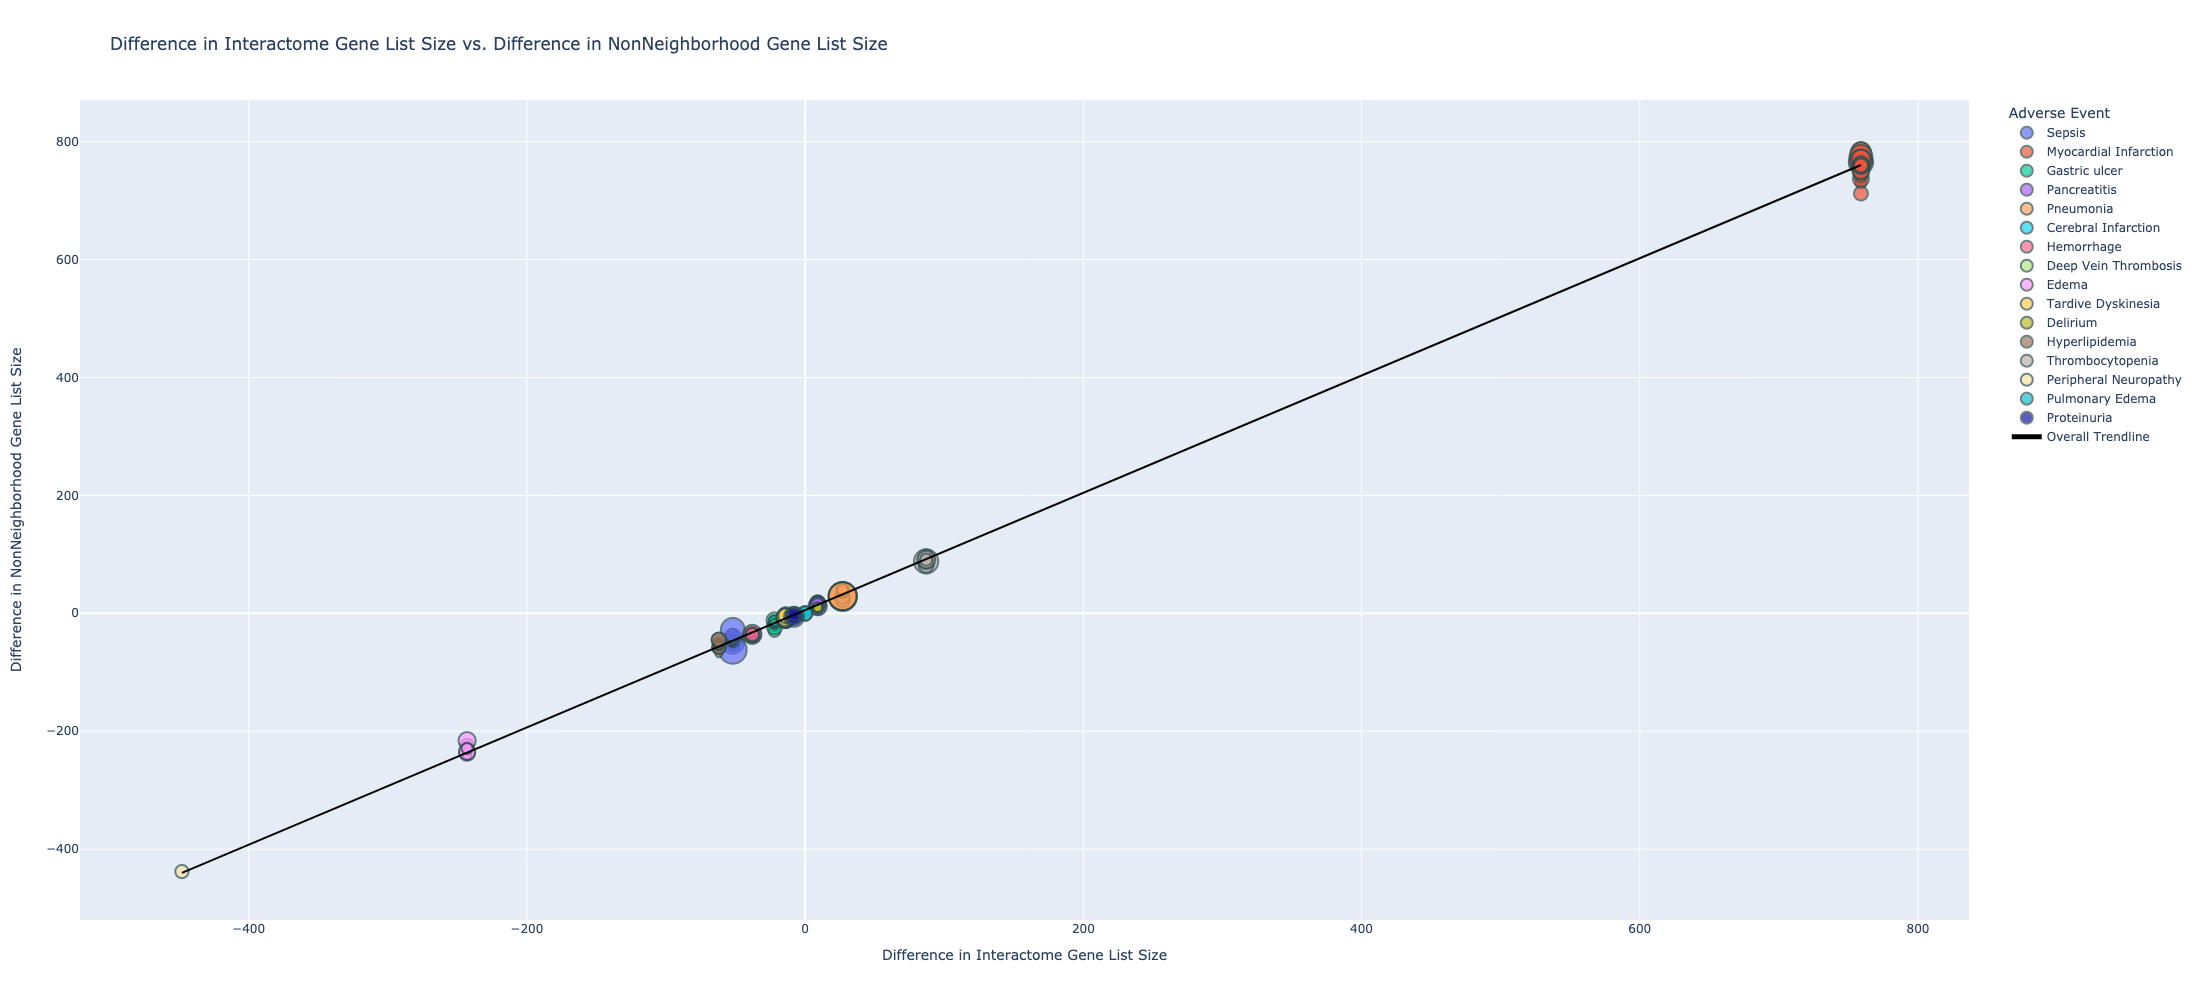 Difference in Interactome Gene List Size vs. Difference in NonNeighborhood Gene List Size
Adverse Event
Sepsis
Myocardial Infarction
Gastric ulcer
Pancreatitis
Pneumonia
Cerebral Infarction
Hemorrhage
Deep Vein Thrombosis
Edema
Tardive Dyskinesia
Delirium
Hyperlipidemia
Thrombocytopenia
Peripheral Neuropathy
Pulmonary Edema
Proteinuria
Overall Trendline
Difference in NonNeighborhood Gene List Size
800
600
400
200
0
−200
−400
−400
−200
0
200
400
600
800
Difference in Interactome Gene List Size